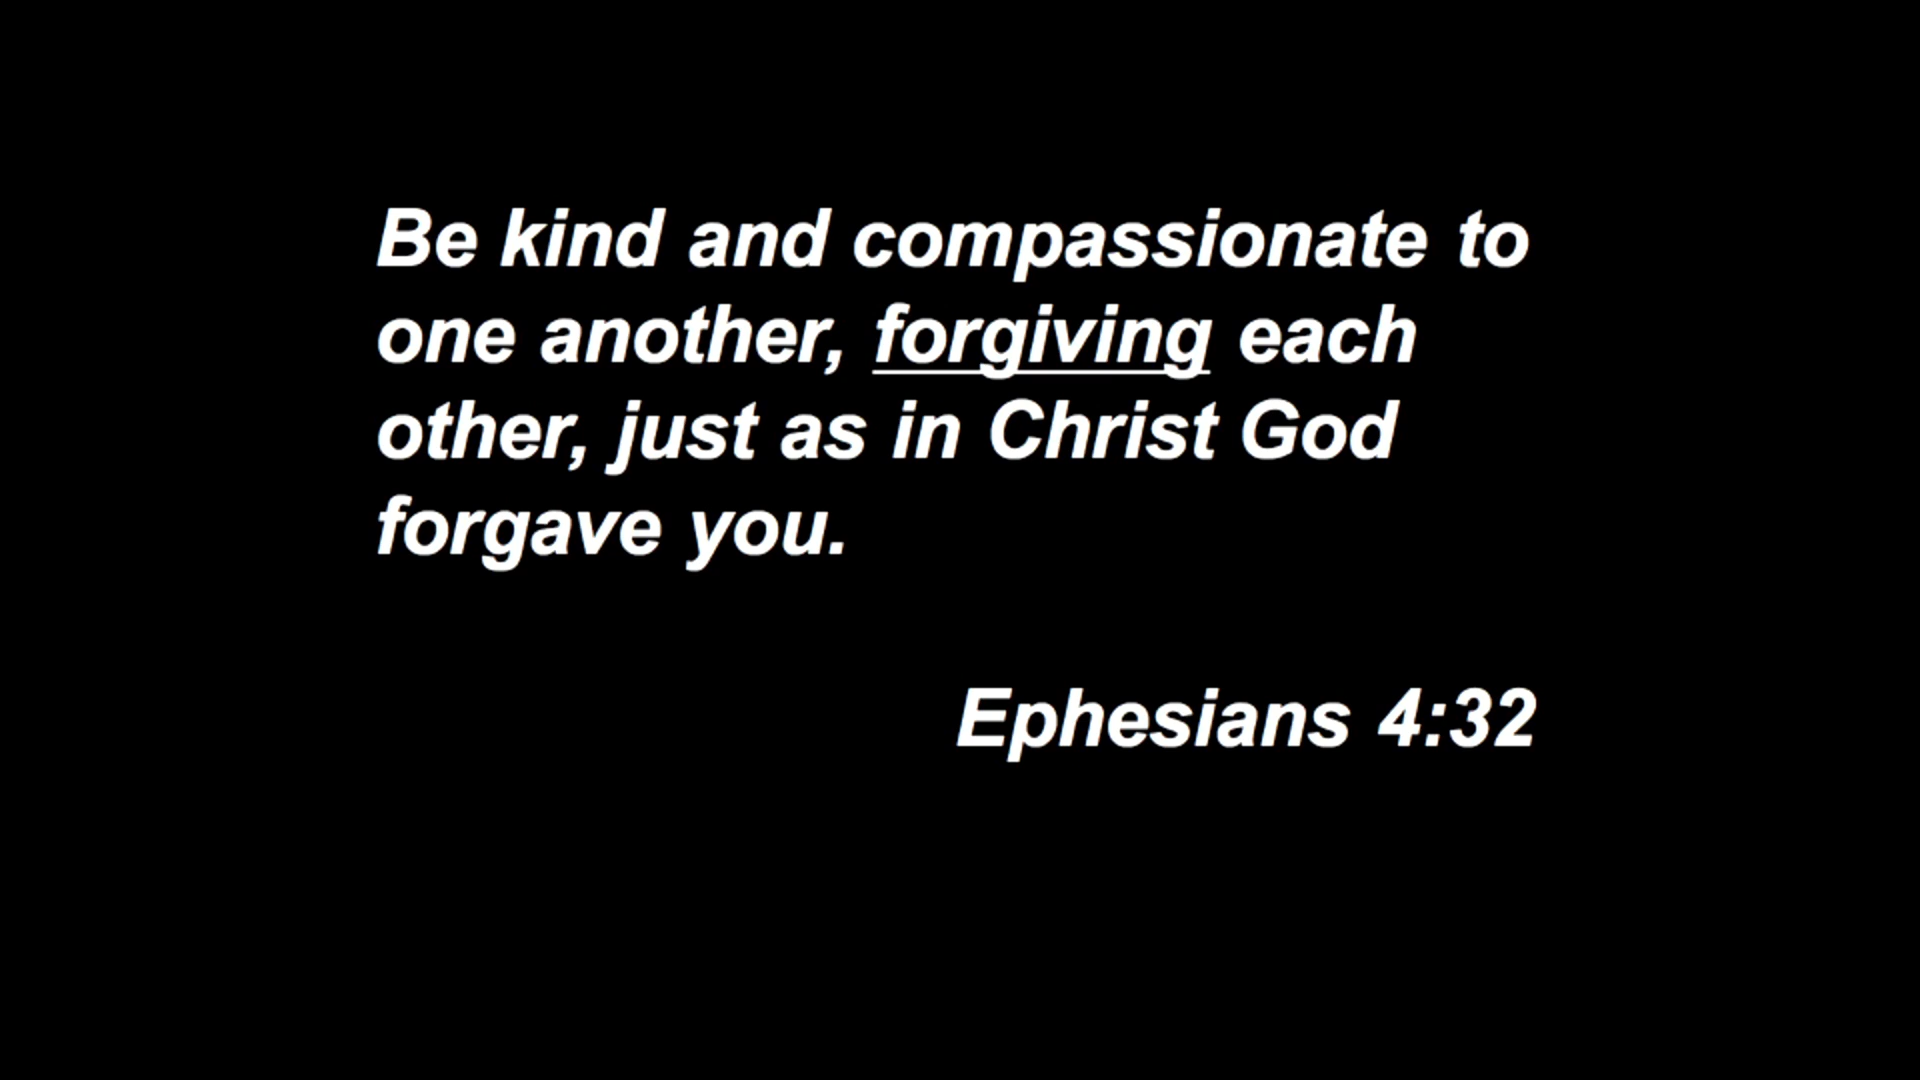 Be kind and compassionate to
one another, forgiving each
other, just as in Christ God
forgave you.
Ephesians 4:32